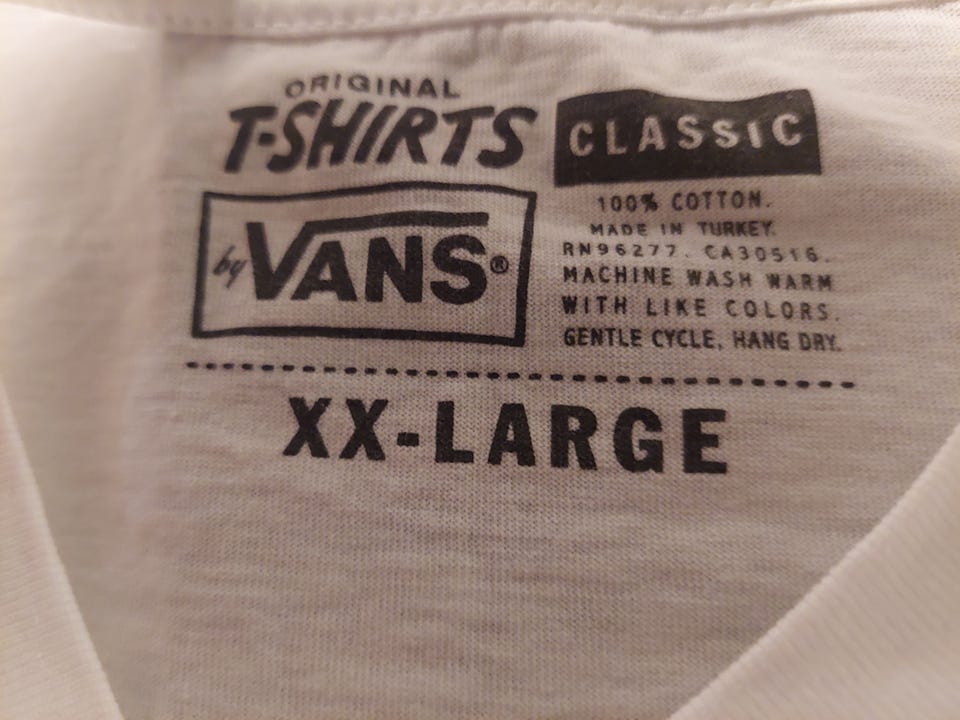 ORIGINAL
T-SHIRTS
by VANS®
CLASSIC
100% COTTON.
MADE IN TURKEY.
RN96277. CA30516.
MACHINE WASH WARM
WITH LIKE COLORS.
GENTLE CYCLE, HANG DRY.
XX-LARGE